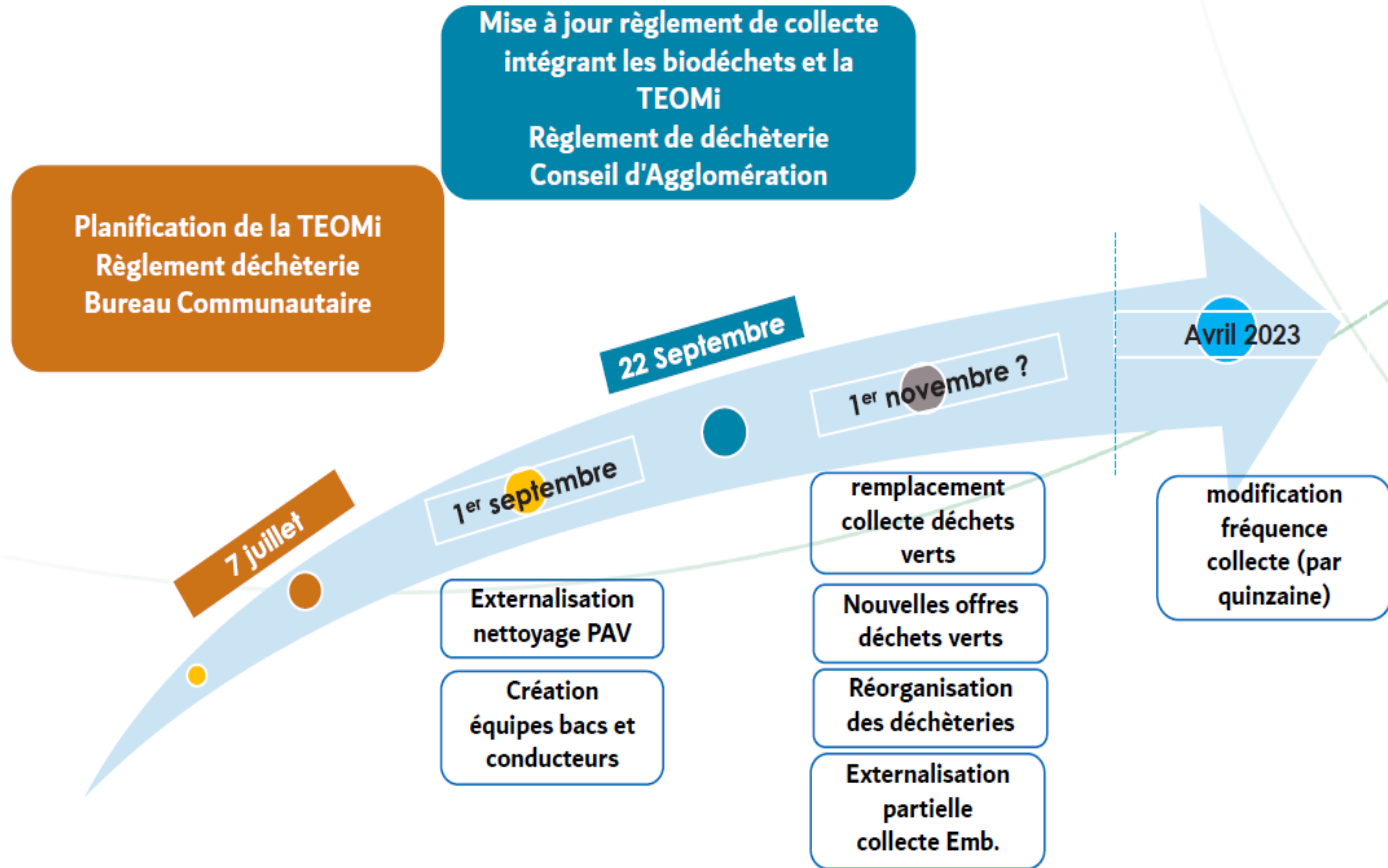 Mise à jour règlement de collecte
intégrant les biodéchets et la
TEOMi
Règlement de déchèterie
Conseil d'Agglomération
Planification de la TEOMi
Règlement déchèterie
Bureau Communautaire
7 juillet
1er septembre
22 Septembre
1er novembre ?
Avril 2023
Externalisation
nettoyage PAV
Création
équipes bacs et
conducteurs
remplacement
collecte déchets
verts
Nouvelles offres
déchets verts
Réorganisation
des déchèteries
Externalisation
partielle
collecte Emb.
modification
fréquence
collecte (par
quinzaine)